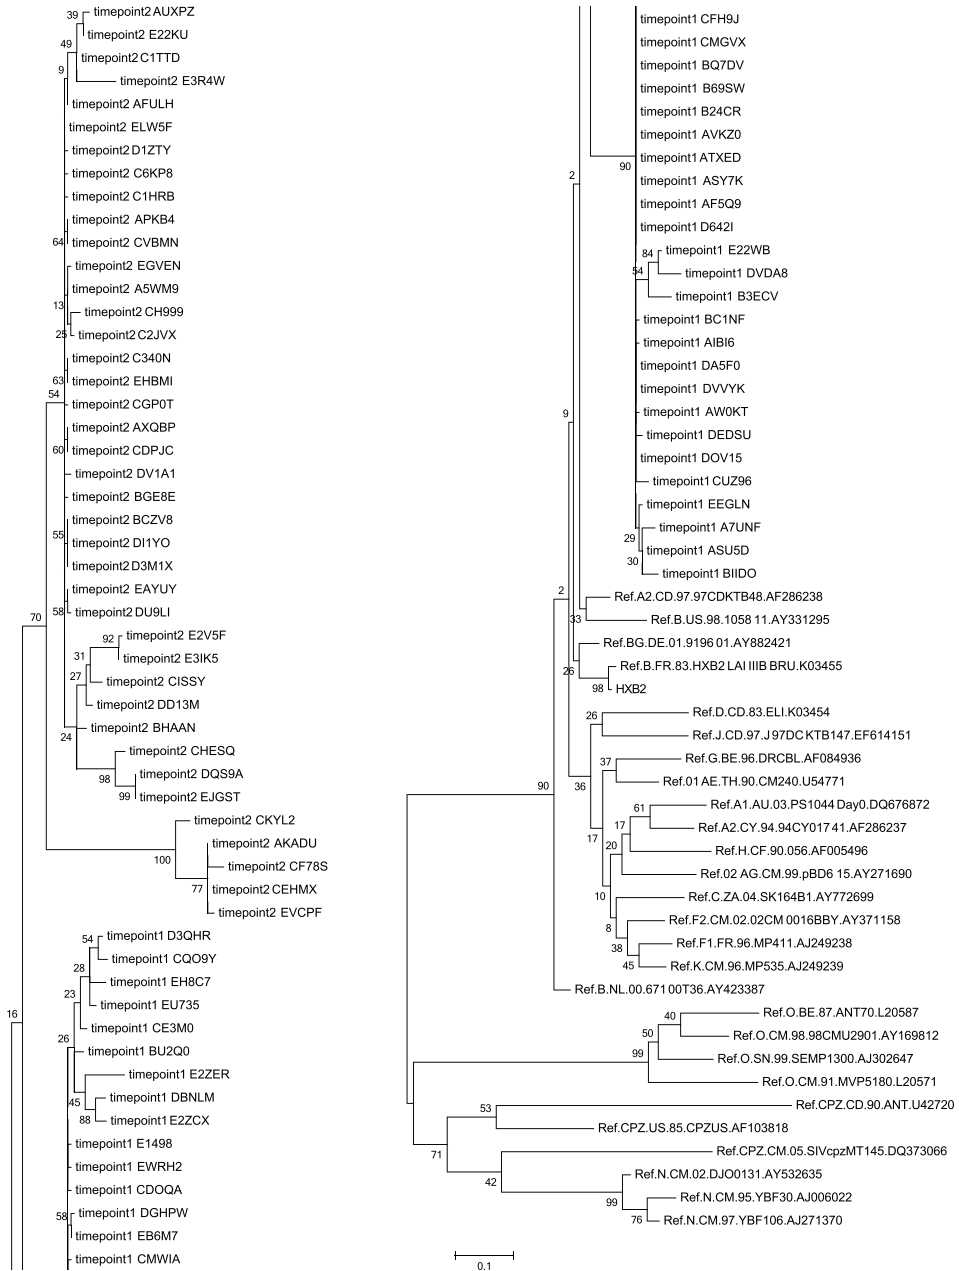 39
timepoint2 AUXPZ
timepoint2 E22KU
49
timepoint2 C1TTD
9
timepoint2 E3R4W
timepoint2 AFULH
timepoint2 ELW5F
timepoint2 D1ZTY
timepoint2 C6KP8
timepoint2 C1HRB
timepoint2 APKB4
64
timepoint2 CVBMN
timepoint2 EGVEN
timepoint2 A5WM9
13
timepoint2 CH999
25
timepoint2 C2JVX
timepoint2 C340N
63
timepoint2 EHBMI
54
timepoint2 CGP0T
timepoint2 AXQBP
60
timepoint2 CDPJC
timepoint2 DV1A1
timepoint2 BGE8E
timepoint2 BCZV8
55
timepoint2 DI1YO
timepoint2 D3M1X
timepoint2 EAYUY
58
timepoint2 DU9LI
70
92
timepoint2 E2V5F
31
timepoint2 E3IK5
27
timepoint2 CISSY
timepoint2 DD13M
24
timepoint2 BHAAN
timepoint2 CHESQ
98
timepoint2 DQS9A
99
timepoint2 EJGST
timepoint2 CKYL2
timepoint2 AKADU
100
timepoint2 CF78S
77
timepoint2 CEHMX
timepoint2 EVCPF
54
timepoint1 D3QHR
timepoint1 CQO9Y
28
timepoint1 EH8C7
23
timepoint1 EU735
16
timepoint1 CE3M0
26
timepoint1 BU2Q0
timepoint1 E2ZER
45
timepoint1 DBNLM
88
timepoint1 E2ZCX
timepoint1 E1498
timepoint1 EWRH2
timepoint1 CDOQA
58
timepoint1 DGHPW
timepoint1 EB6M7
timepoint1 CMWIA
timepoint1 CFH9J
timepoint1 CMGVX
timepoint1 BQ7DV
timepoint1 B69SW
timepoint1 B24CR
timepoint1 AVKZ0
timepoint1 ATXED
90
2
timepoint1 ASY7K
timepoint1 AF5Q9
timepoint1 D642I
84
timepoint1 E22WB
54
timepoint1 DVDA8
timepoint1 B3ECV
timepoint1 BC1NF
timepoint1 AIBI6
timepoint1 DA5F0
timepoint1 DVVYK
9
timepoint1 AW0KT
timepoint1 DEDSU
timepoint1 DOV15
timepoint1 CUZ96
timepoint1 EEGLN
29
timepoint1 A7UNF
timepoint1 ASU5D
30
timepoint1 BIIDO
2
Ref.A2.CD.97.97CDKTB48.AF286238
33
Ref.B.US.98.1058 11.AY331295
Ref.BG.DE.01.9196 01.AY882421
26
Ref.B.FR.83.HXB2 LAI IIIB BRU.K03455
98
HXB2
26
Ref.D.CD.83.ELI.K03454
Ref.J.CD.97.J 97DC KTB147.EF614151
37
Ref.G.BE.96.DRCBL.AF084936
90
36
Ref.01 AE.TH.90.CM240.U54771
61
Ref.A1.AU.03.PS1044 Day0.DQ676872
17
17
Ref.A2.CY.94.94CY017 41.AF286237
20
Ref.H.CF.90.056.AF005496
Ref.02 AG.CM.99.pBD6 15.AY271690
10
Ref.C.ZA.04.SK164B1.AY772699
8
Ref.F2.CM.02.02CM 0016BBY.AY371158
38
Ref.F1.FR.96.MP411.AJ249238
45
Ref.K.CM.96.MP535.AJ249239
Ref.B.NL.00.671 00T36.AY423387
40
Ref.O.BE.87.ANT70.L20587
50
Ref.O.CM.98.98CMU2901.AY169812
99
Ref.O.SN.99.SEMP1300.AJ302647
Ref.O.CM.91.MVP5180.L20571
53
Ref.CPZ.CD.90.ANT.U42720
Ref.CPZ.US.85.CPZUS.AF103818
71
Ref.CPZ.CM.05.SIVcpzMT145.DQ373066
42
Ref.N.CM.02.DJO0131.AY532635
99
Ref.N.CM.95.YBF30.AJ006022
76
Ref.N.CM.97.YBF106.AJ271370
0.1